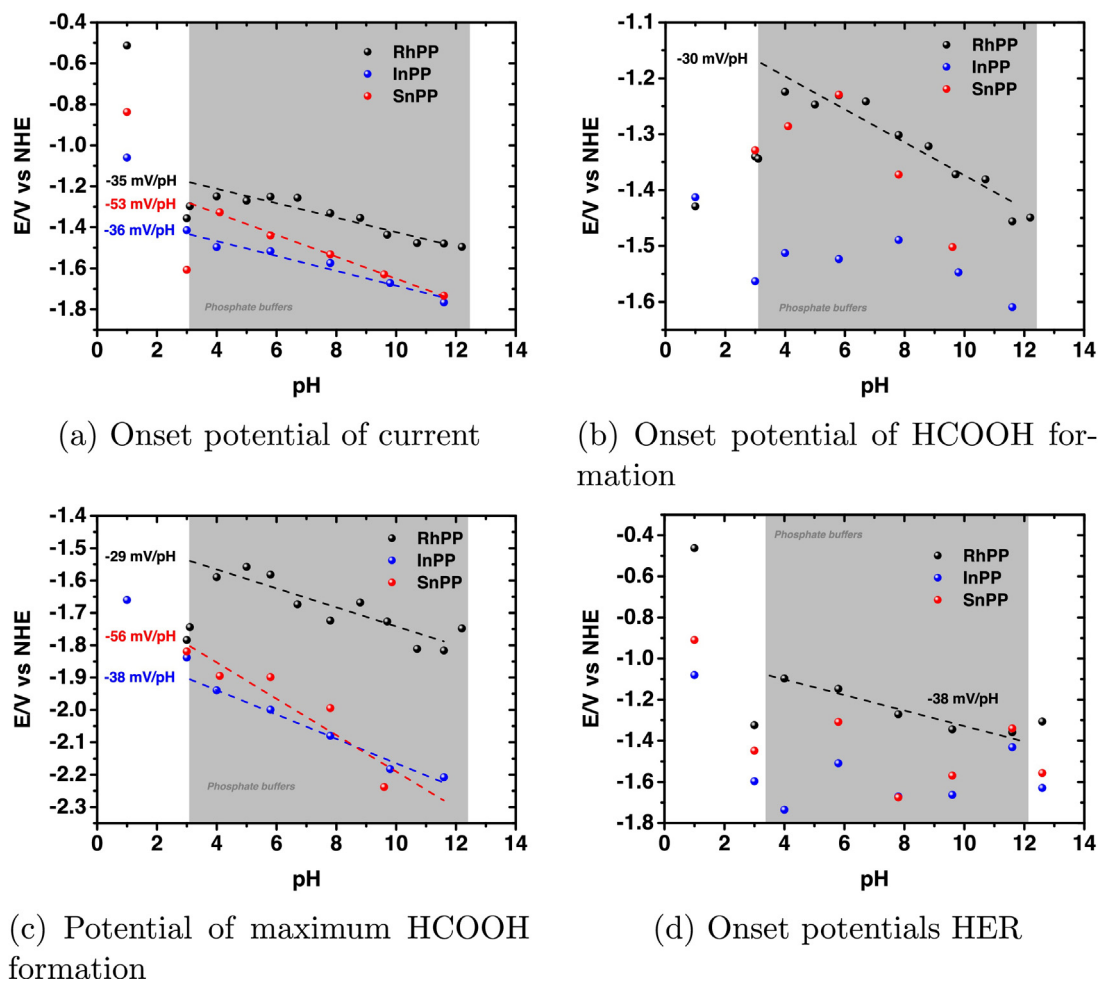 -0.4
-0.6
-0.8
-1.0
-1.2
-1.4
-1.6
-1.8
E/V vs NHE
RhPP
InPP
SnPP
-35 mV/pH
-53 mV/pH
-36 mV/pH
Phosphate buffers
0 2 4 6 8 10 12 14
pH
(a) Onset potential of current
-1.1
-1.2
-1.3
-1.4
-1.5
-1.6
E/V vs NHE
-30 mV/pH
RhPP
InPP
SnPP
Phosphate buffers
0 2 4 6 8 10 12 14
pH
(b) Onset potential of HCOOH for-
mation
-1.4
-1.5
-1.6
-1.7
-1.8
-1.9
-2.0
-2.1
-2.2
-2.3
E/V vs NHE
RhPP
InPP
SnPP
-29 mV/pH
-56 mV/pH
-38 mV/pH
Phosphate buffers
0 2 4 6 8 10 12 14
pH
(c) Potential of maximum HCOOH
formation
-0.4
-0.6
-0.8
-1.0
-1.2
-1.4
-1.6
-1.8
E/V vs NHE
Phosphate buffers
RhPP
InPP
SnPP
-38 mV/pH
0 2 4 6 8 10 12 14
pH
(d) Onset potentials HER